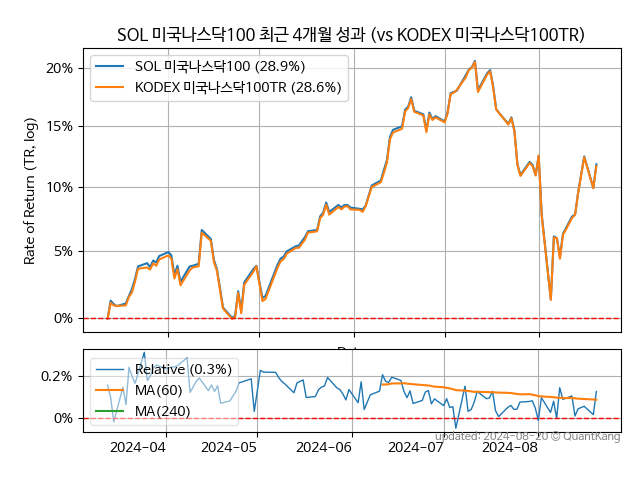 SOL 미국나스닥100 최근 4개월 성과 (vs KODEX 미국나스닥100TR)
Rate of Return (TR, log)
20%
15%
10%
5%
0%
SOL 미국나스닥100 (28.9%)
KODEX 미국나스닥100TR (28.6%)
0.2%
0%
Relative (0.3%)
MA(60)
MA(240)
2024-04
2024-05
2024-06
2024-07
2024-08
updated: 2024-08-20 © QuantKang